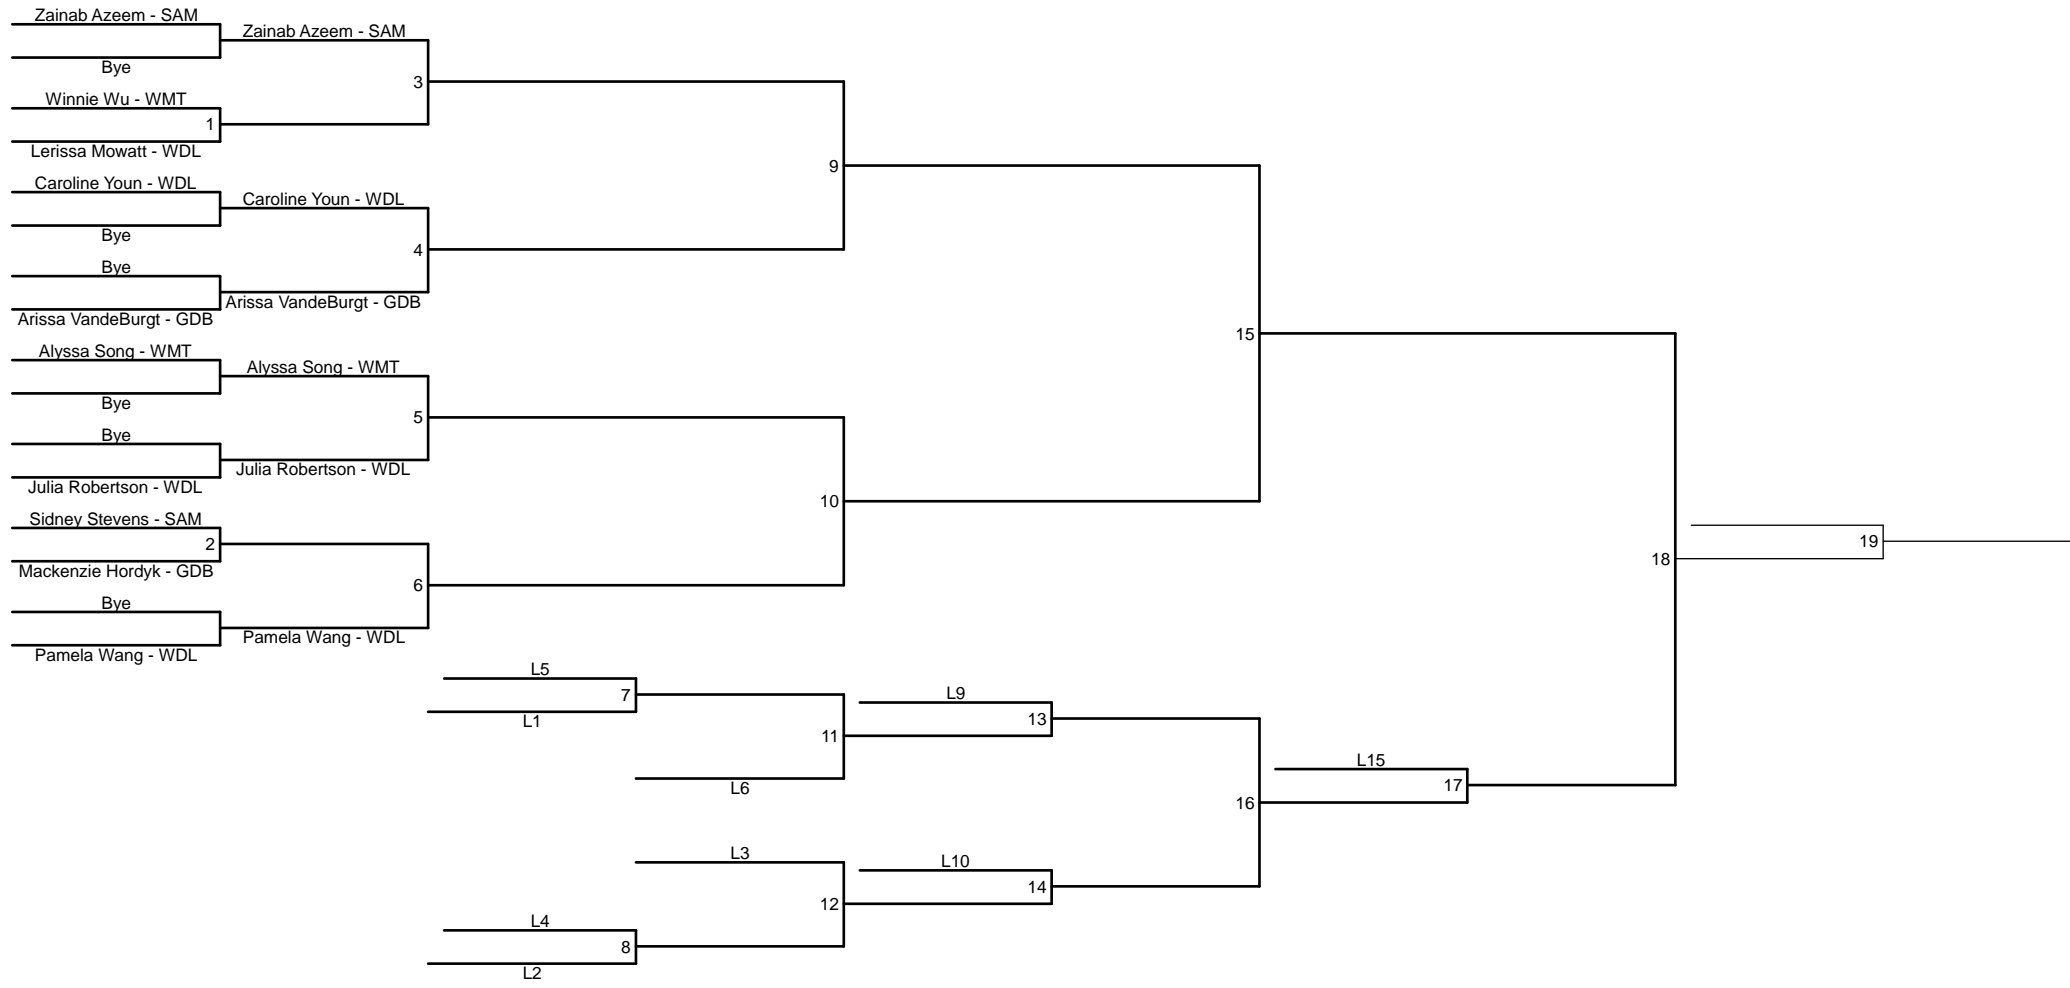 Zainab Azeem - SAM
Zainab Azeem - SAM
Bye
3
Winnie Wu - WMT
1
Lerissa Mowatt - WDL
9
Caroline Youn - WDL
Caroline Youn - WDL
Bye
4
Bye
Arissa VandeBurgt - GDB
Arissa VandeBurgt - GDB
15
Alyssa Song - WMT
Alyssa Song - WMT
Bye
5
Bye
Julia Robertson - WDL
Julia Robertson - WDL
10
Sidney Stevens - SAM
2
19
18
Mackenzie Hordyk - GDB
6
Bye
Pamela Wang - WDL
Pamela Wang - WDL
L5
7
L9
L1
13
11
L15
L6
17
16
L3
L10
14
12
L4
8
L2